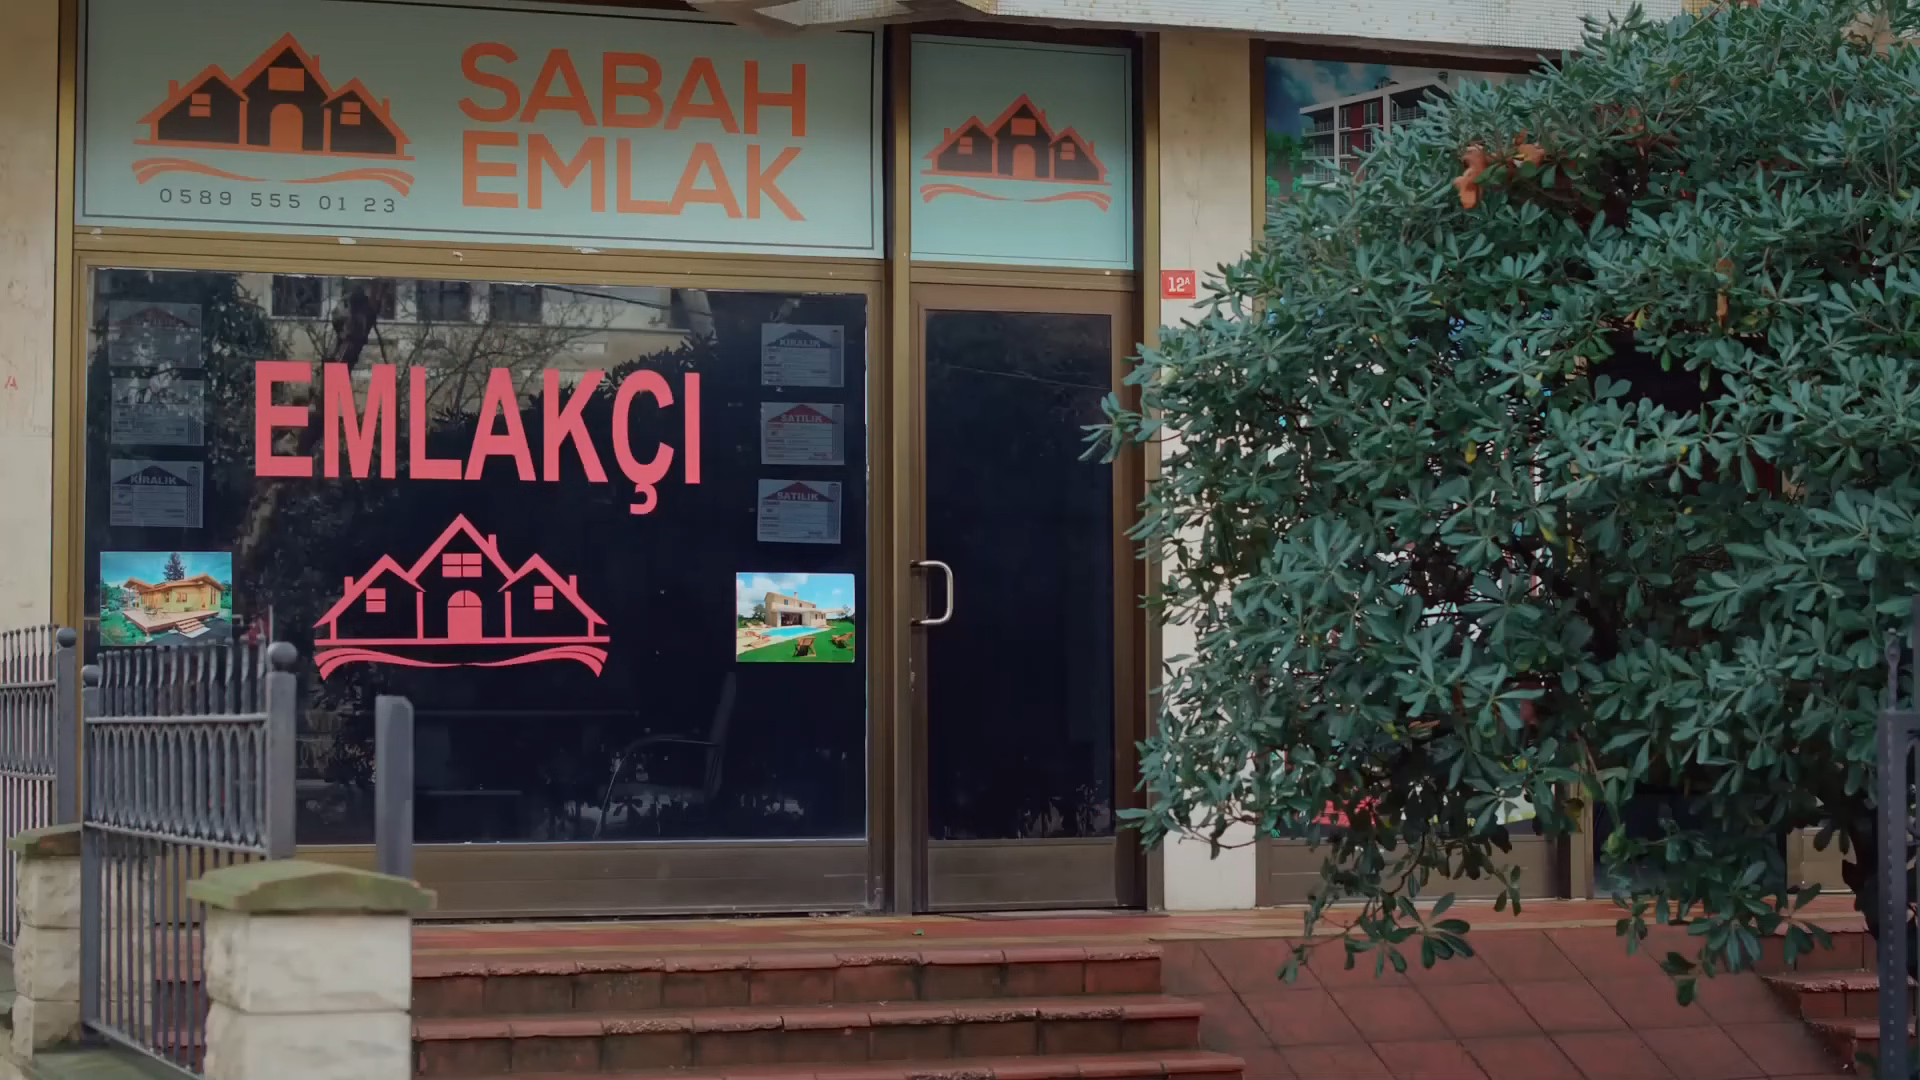 SABAH
EMLAK
0589 555 01 23
12A
EMLAKÇI
KİRALIK
SATILIK
SATILIK
KİRALIK